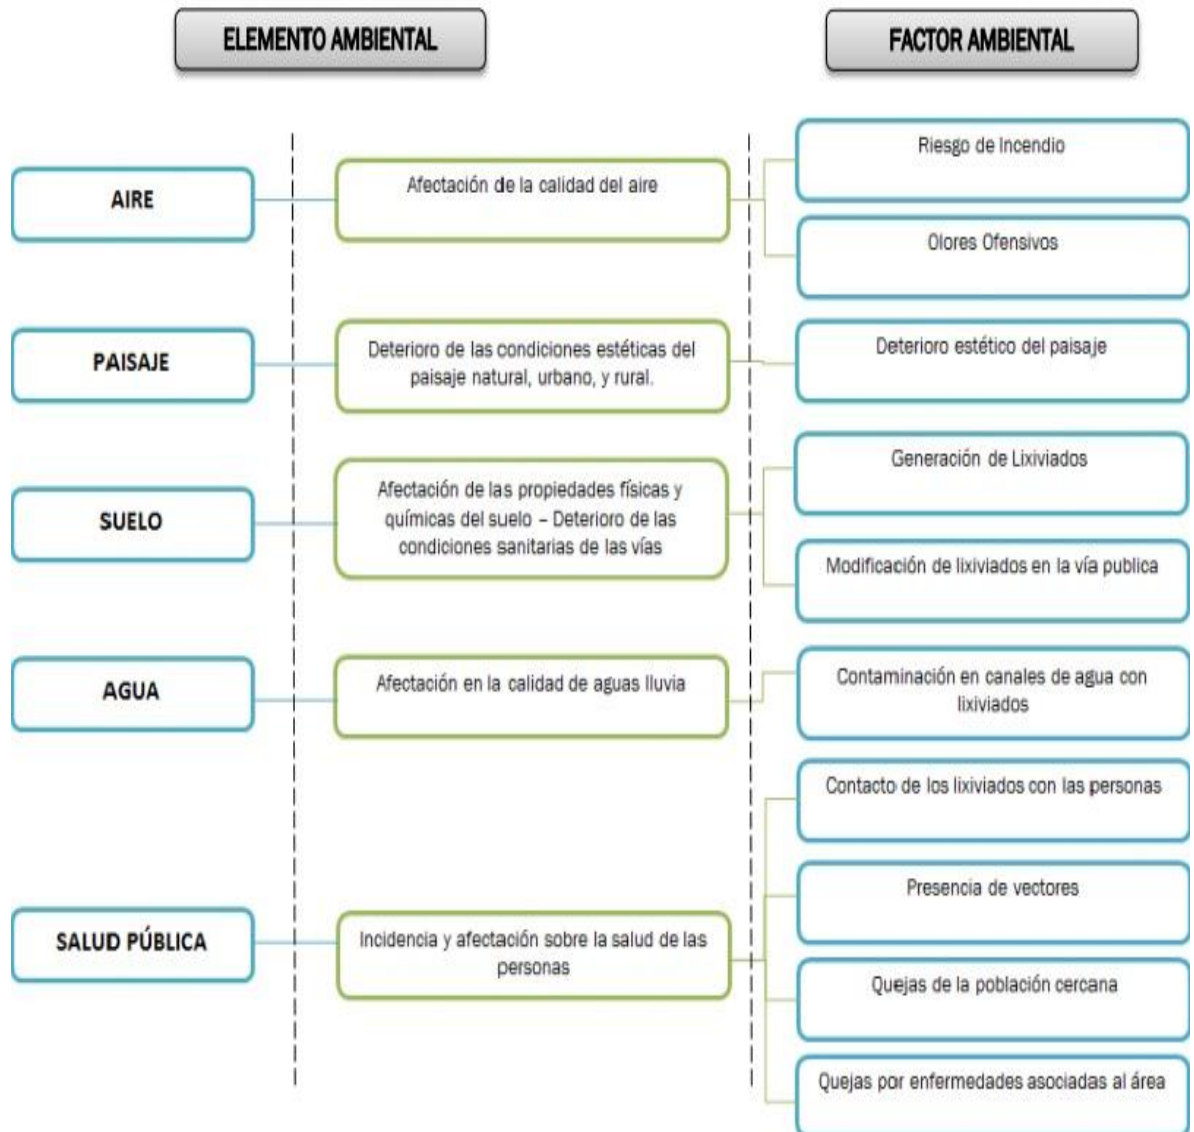 ELEMENTO AMBIENTAL
FACTOR AMBIENTAL
AIRE
Afectación de la calidad del aire
Riesgo de Incendio
Olores Ofensivos
PAISAJE
Deterioro de las condiciones estéticas del
paisaje natural, urbano, y rural.
Deterioro estético del paisaje
SUELO
Afectación de las propiedades físicas y
químicas del suelo – Deterioro de las
condiciones sanitarias de las vías
Generación de Lixiviados
Modificación de lixiviados en la vía publica
AGUA
Afectación en la calidad de aguas lluvia
Contaminación en canales de agua con
lixiviados
SALUD PÚBLICA
Incidencia y afectación sobre la salud de las
personas
Contacto de los lixiviados con las personas
Presencia de vectores
Quejas de la población cercana
Quejas por enfermedades asociadas al área